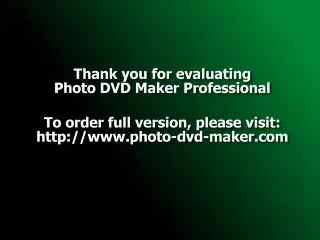 Thank you for evaluating
Photo DVD Maker Professional
To order full version, please visit:
http://www.photo-dvd-maker.com